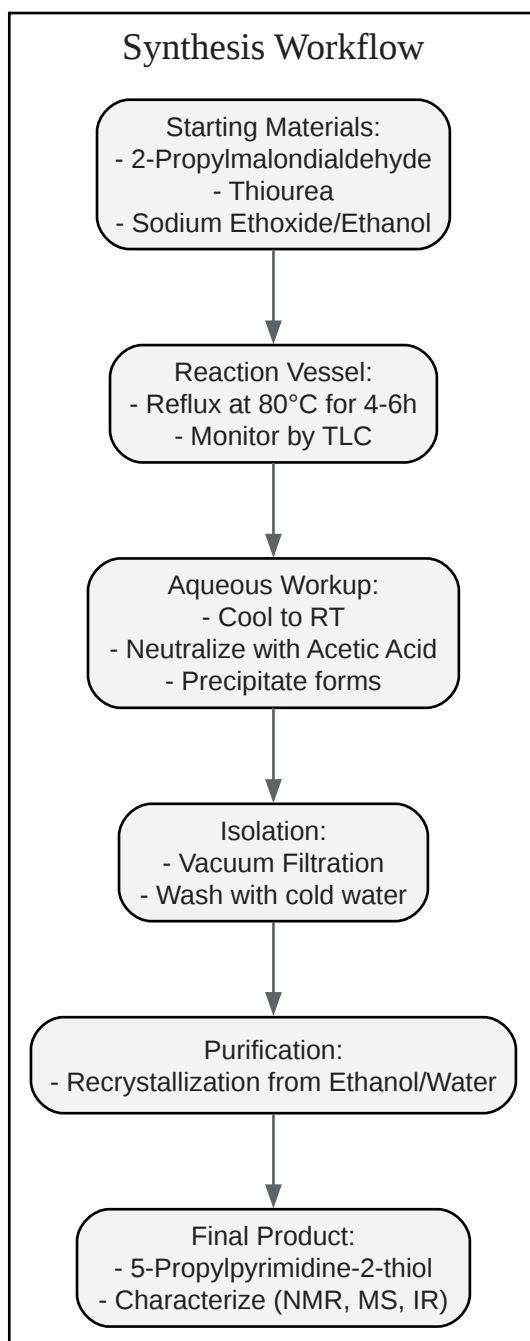 Synthesis Workflow
Starting Materials:
- 2-Propylmalondialdehyde
- Thiourea
- Sodium Ethoxide/Ethanol
Reaction Vessel:
- Reflux at 80°C for 4-6h
- Monitor by TLC
Aqueous Workup:
- Cool to RT
- Neutralize with Acetic Acid
- Precipitate forms
Isolation:
- Vacuum Filtration
- Wash with cold water
Purification:
- Recrystallization from Ethanol/Water
Final Product:
- 5-Propylpyrimidine-2-thiol
- Characterize (NMR, MS, IR)